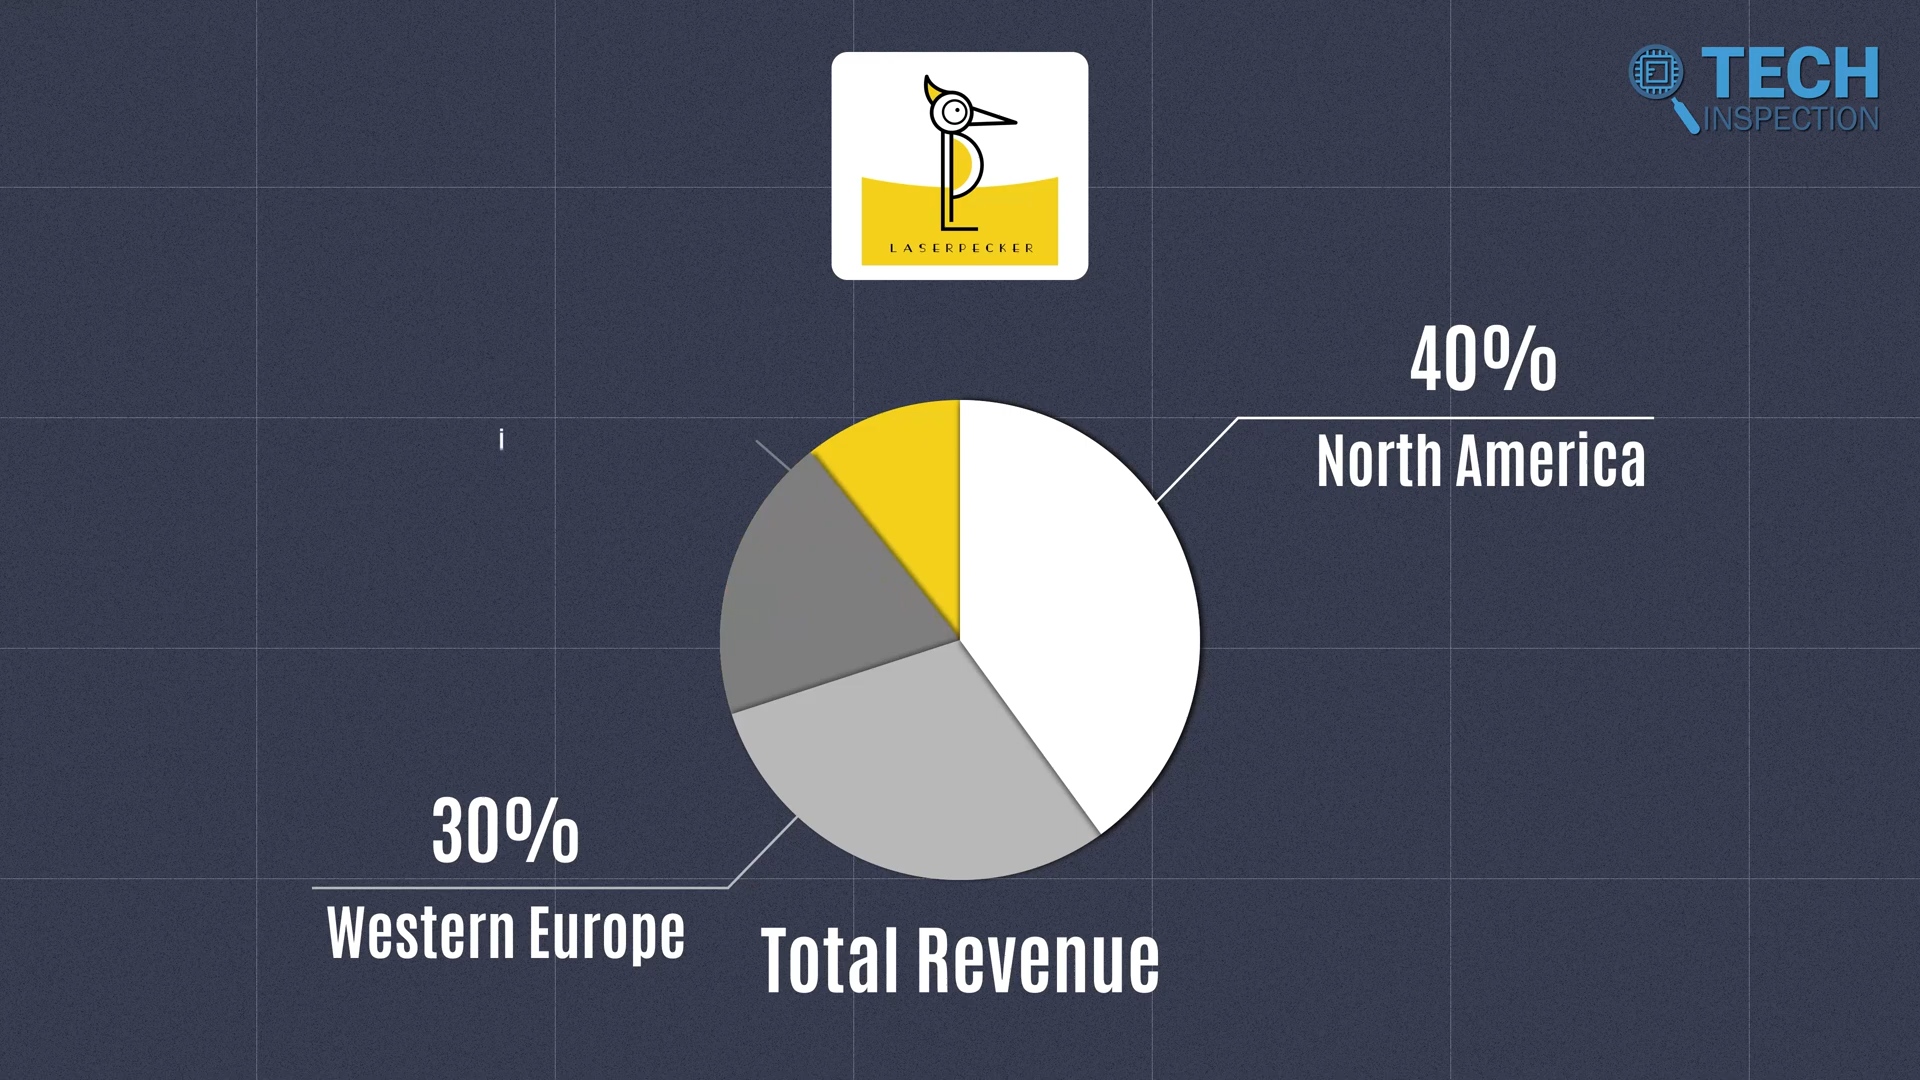 TECH
INSPECTION
LASERPECKER
40%
North America
i
30%
Western Europe
Total Revenue